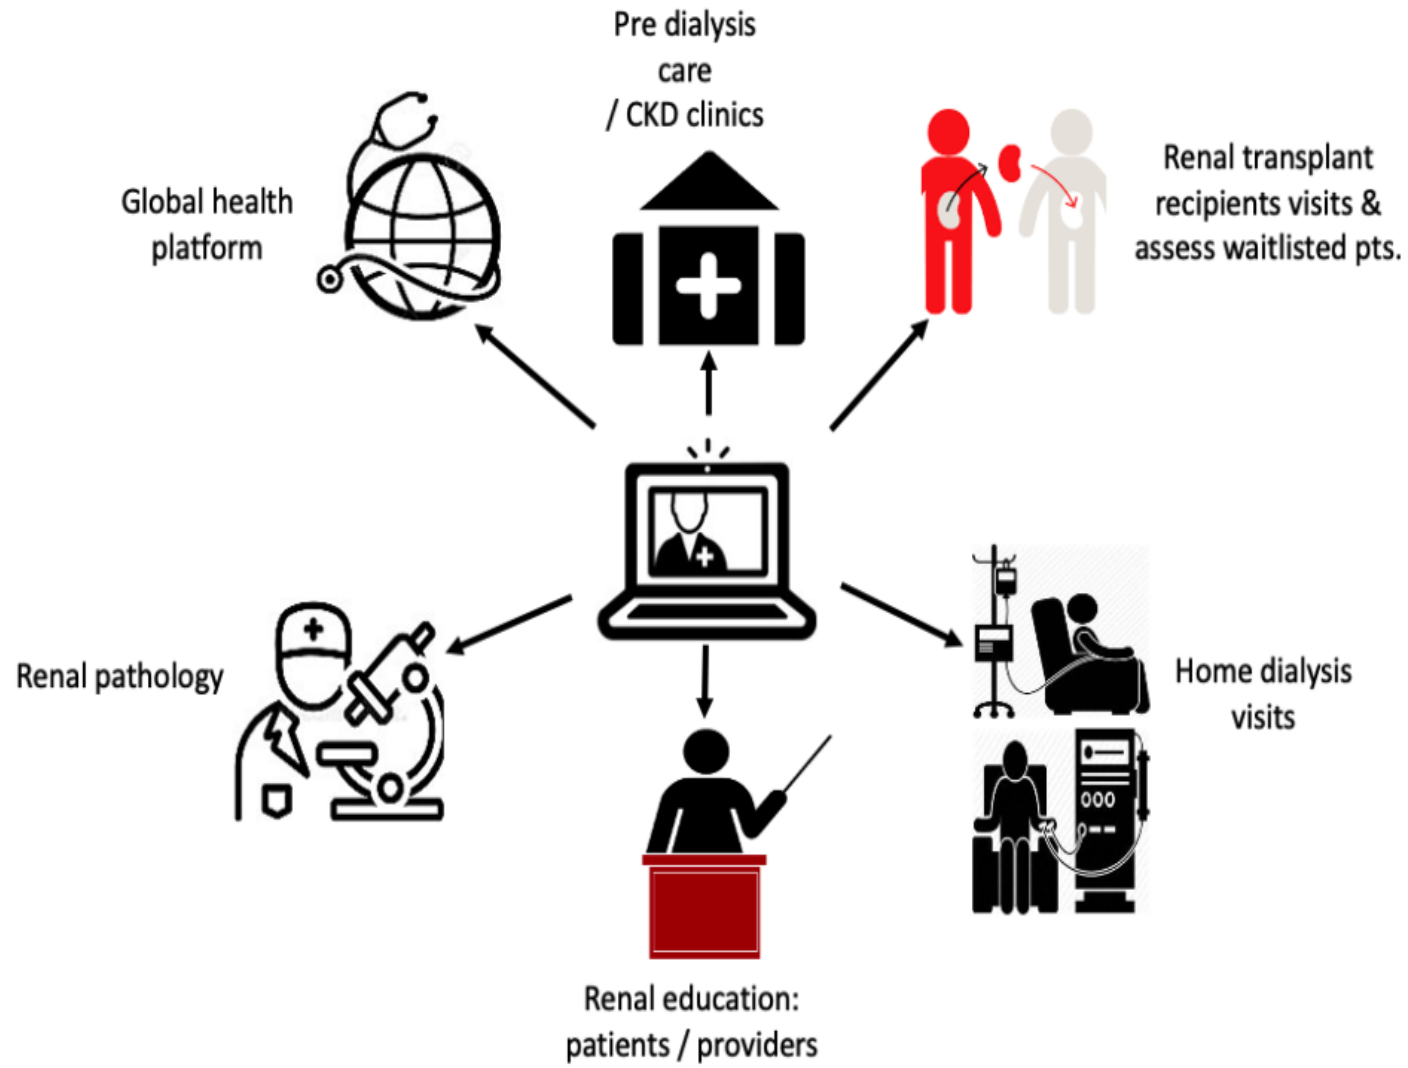 Pre dialysis
care
/ CKD clinics
Global health
platform
Renal transplant
recipients visits &
assess waitlisted pts.
Renal pathology
Home dialysis
visits
Renal education:
patients / providers